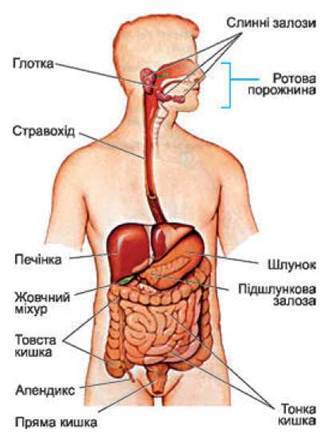 Слинні залози
Глотка
Ротова
порожнина
Стравохід
Печінка
Шлунок
Жовчний
міхур
Підшлункова
залоза
Товста
кишка
Апендикс
Тонка
кишка
Пряма кишка